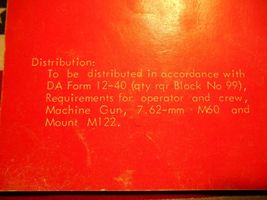 Distribution:
To be distributed in accordance with
DA Form 12-40 (qty rqr Block No 99),
Requirements for operator and crew,
Machine Gun, 7.62-mm M60 and
Mount M122.